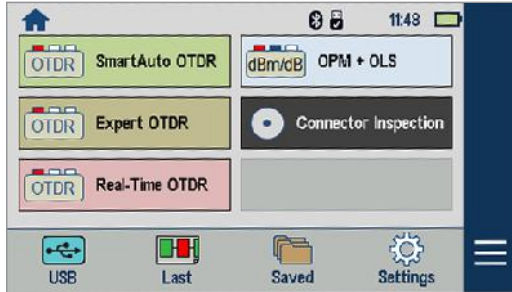 11:48
OTDR SmartAuto OTDR
dBm/dB OPM + OLS
OTDR Expert OTDR
Connector Inspection
OTDR Real-Time OTDR
USB
Last
Saved
Settings